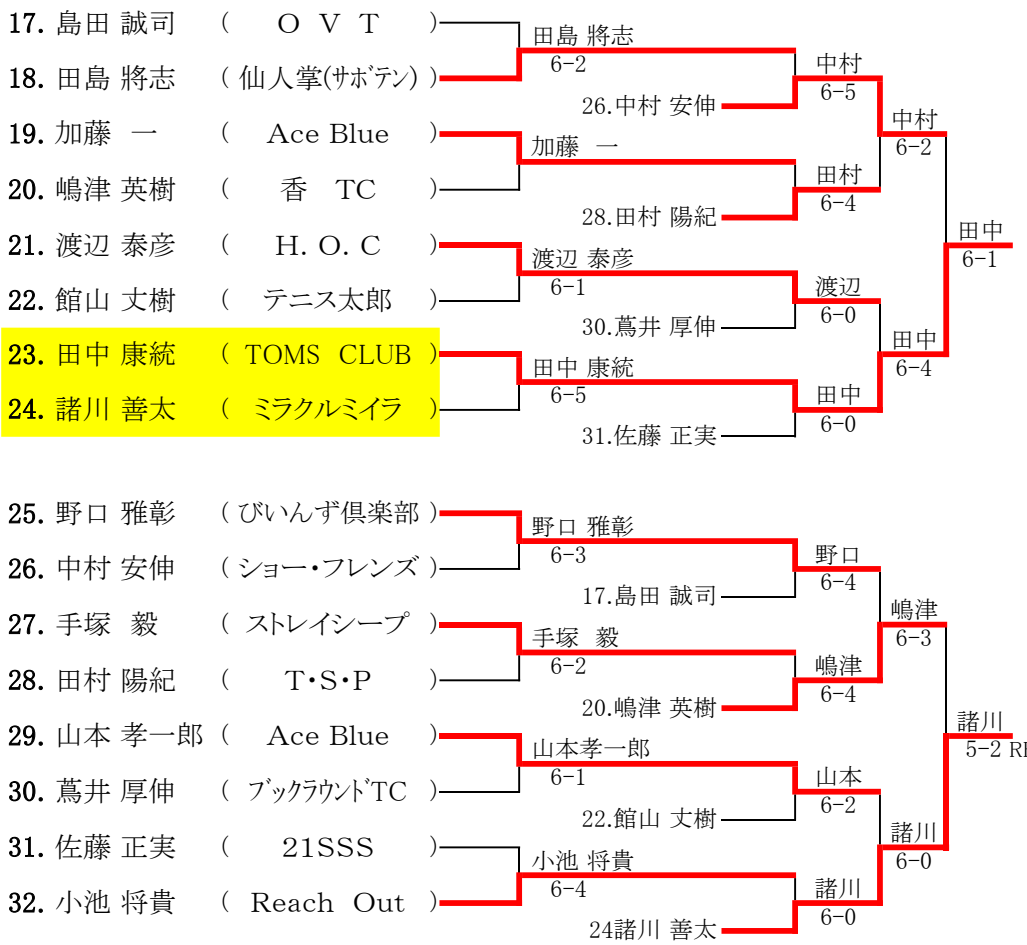 17. 島田 誠司 ( O V T )
田島 將志
6-2
18. 田島 將志 ( 仙人掌(サボテン) )
中村
6-5
26.中村 安伸
中村
6-2
19. 加藤 一 ( Ace Blue )
加藤 一
20. 嶋津 英樹 ( 香 TC )
田村
6-4
28.田村 陽紀
田中
6-1
21. 渡辺 泰彦 ( H. O. C )
渡辺 泰彦
6-1
22. 館山 丈樹 ( テニス太郎 )
渡辺
6-0
30.蔦井 厚伸
田中
6-4
23. 田中 康統 ( TOMS CLUB )
田中 康統
6-5
24. 諸川 善太 ( ミラクルミイラ )
田中
6-0
31.佐藤 正実
25. 野口 雅彰 ( びいんず倶楽部 )
野口 雅彰
6-3
26. 中村 安伸 ( ショー・フレンズ )
野口
6-4
17.島田 誠司
嶋津
6-3
27. 手塚 毅 ( ストレイシープ )
手塚 毅
6-2
28. 田村 陽紀 ( T・S・P )
嶋津
6-4
20.嶋津 英樹
諸川
5-2 RE
29. 山本 孝一郎 ( Ace Blue )
山本孝一郎
6-1
30. 蔦井 厚伸 ( ブックラウンドTC )
山本
6-2
22.館山 丈樹
諸川
6-0
31. 佐藤 正実 ( 21SSS )
小池 将貴
6-4
32. 小池 将貴 ( Reach Out )
諸川
6-0
24諸川 善太